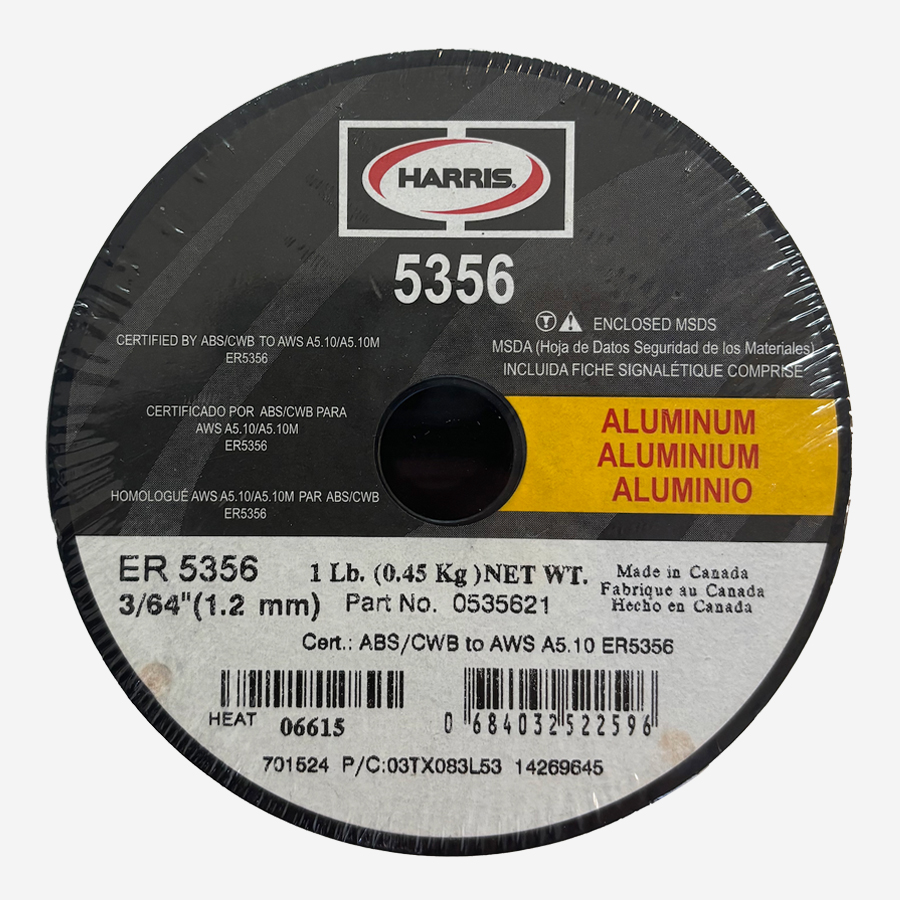 HARRIS.
5356
ENCLOSED MSDS
MSDA (Hoja de Datos Seguridad de los Materiales)
INCLUIDA FICHE SIGNALÉTIQUE COMPRISE
CERTIFIED BY ABS/CWB TO AWS A5.10/A5.10M
ER5356
CERTIFICADO POR ABS/CWB PARA
AWS A5.10/A5.10M
ER5356
HOMOLOGUÉ AWS A5.10/A5.10M PAR ABS/CWB
ER5356
ALUMINUM
ALUMINIUM
ALUMINIO
ER 5356 1 Lb. (0.45 Kg ) NET WT.
3/64"(1.2 mm) Part No. 0535621
Made in Canada
Fabrique au Canada
Hecho en Canada
Cert.: ABS/CWB to AWS A5.10 ER5356
HEAT 06615
0 684032522596
701524 P/C:03TX083L53 14269645